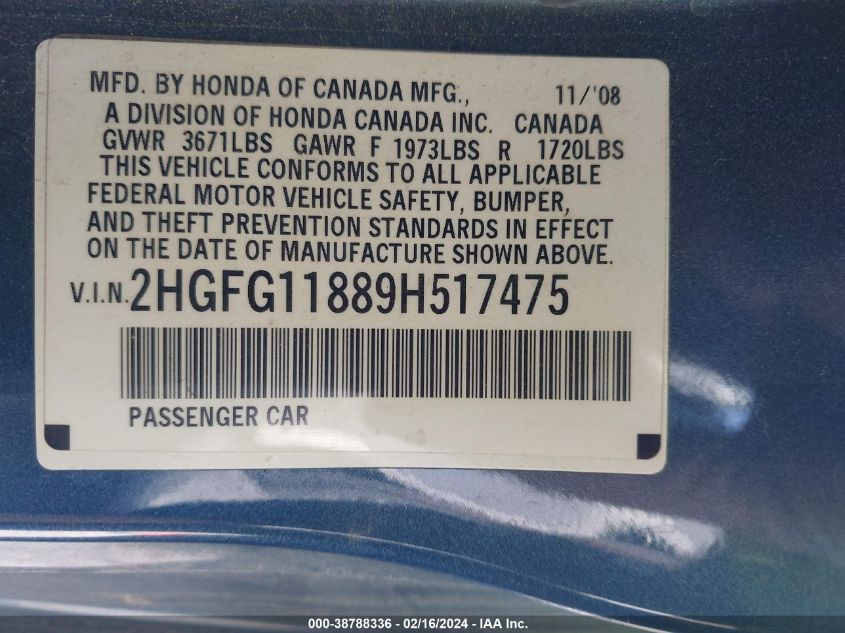 MFD. BY HONDA OF CANADA MFG., 11/'08
A DIVISION OF HONDA CANADA INC. CANADA
GVWR 3671LBS GAWR F 1973LBS R 1720LBS
THIS VEHICLE CONFORMS TO ALL APPLICABLE
FEDERAL MOTOR VEHICLE SAFETY, BUMPER,
AND THEFT PREVENTION STANDARDS IN EFFECT
ON THE DATE OF MANUFACTURE SHOWN ABOVE.
V.I.N. 2HGFG11889H517475
PASSENGER CAR
000-38788336 - 02/16/2024 - IAA Inc.